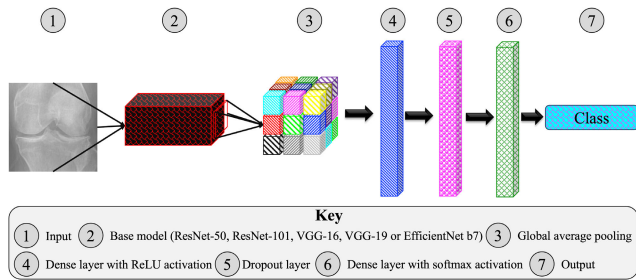 1 2 3 4 5 6 7
Class
Key
1 Input 2 Base model (ResNet-50, ResNet-101, VGG-16, VGG-19 or EfficientNet b7) 3 Global average pooling
4 Dense layer with ReLU activation 5 Dropout layer 6 Dense layer with softmax activation 7 Output